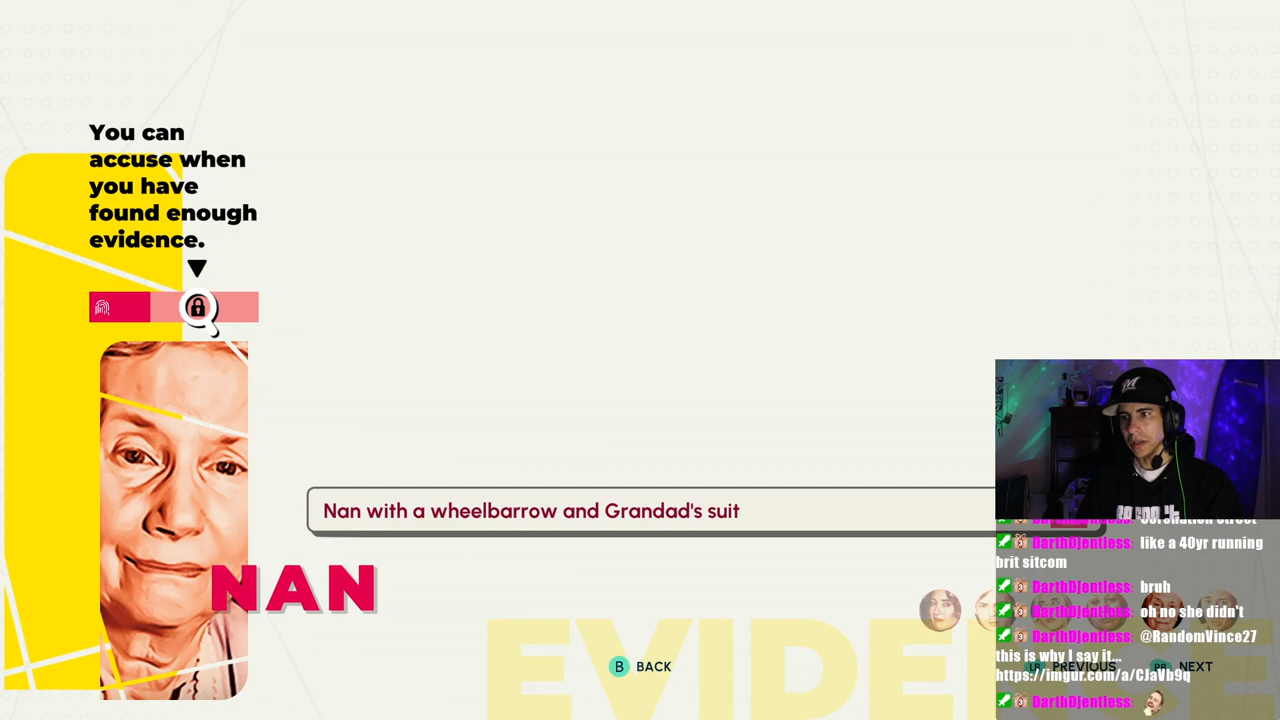 You can
accuse when
you have
found enough
evidence.
Nan with a wheelbarrow and Grandad's suit
NAN
B BACK
PREVIOUS
NEXT
DarthDjentless: like a 40yr running
brit sitcom
DarthDjentless: bruh
DarthDjentless: oh no she didn't
DarthDjentless: @RandomVince27
this is why I say it...
https://imgur.com/a/CJaVb9q
DarthDjentless: